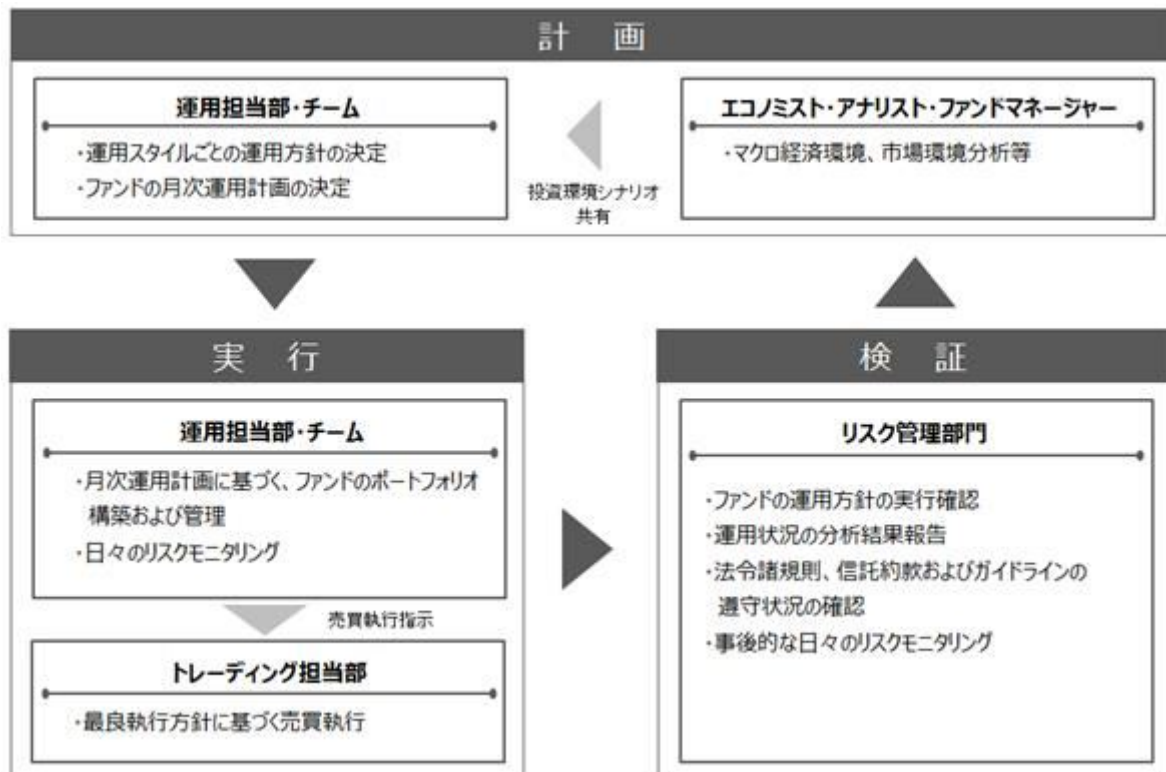 計 画
運用担当部・チーム
・運用スタイルごとの運用方針の決定
・ファンドの月次運用計画の決定
投資環境シナリオ
共有
エコノミスト・アナリスト・ファンドマネージャー
・マクロ経済環境、市場環境分析等
実 行
運用担当部・チーム
・月次運用計画に基づく、ファンドのポートフォリオ
構築および管理
・日々のリスクモニタリング
売買執行指示
トレーディング担当部
・最良執行方針に基づく売買執行
検 証
リスク管理部門
・ファンドの運用方針の実行確認
・運用状況の分析結果報告
・法令諸規則、信託約款およびガイドラインの
遵守状況の確認
・事後的な日々のリスクモニタリング